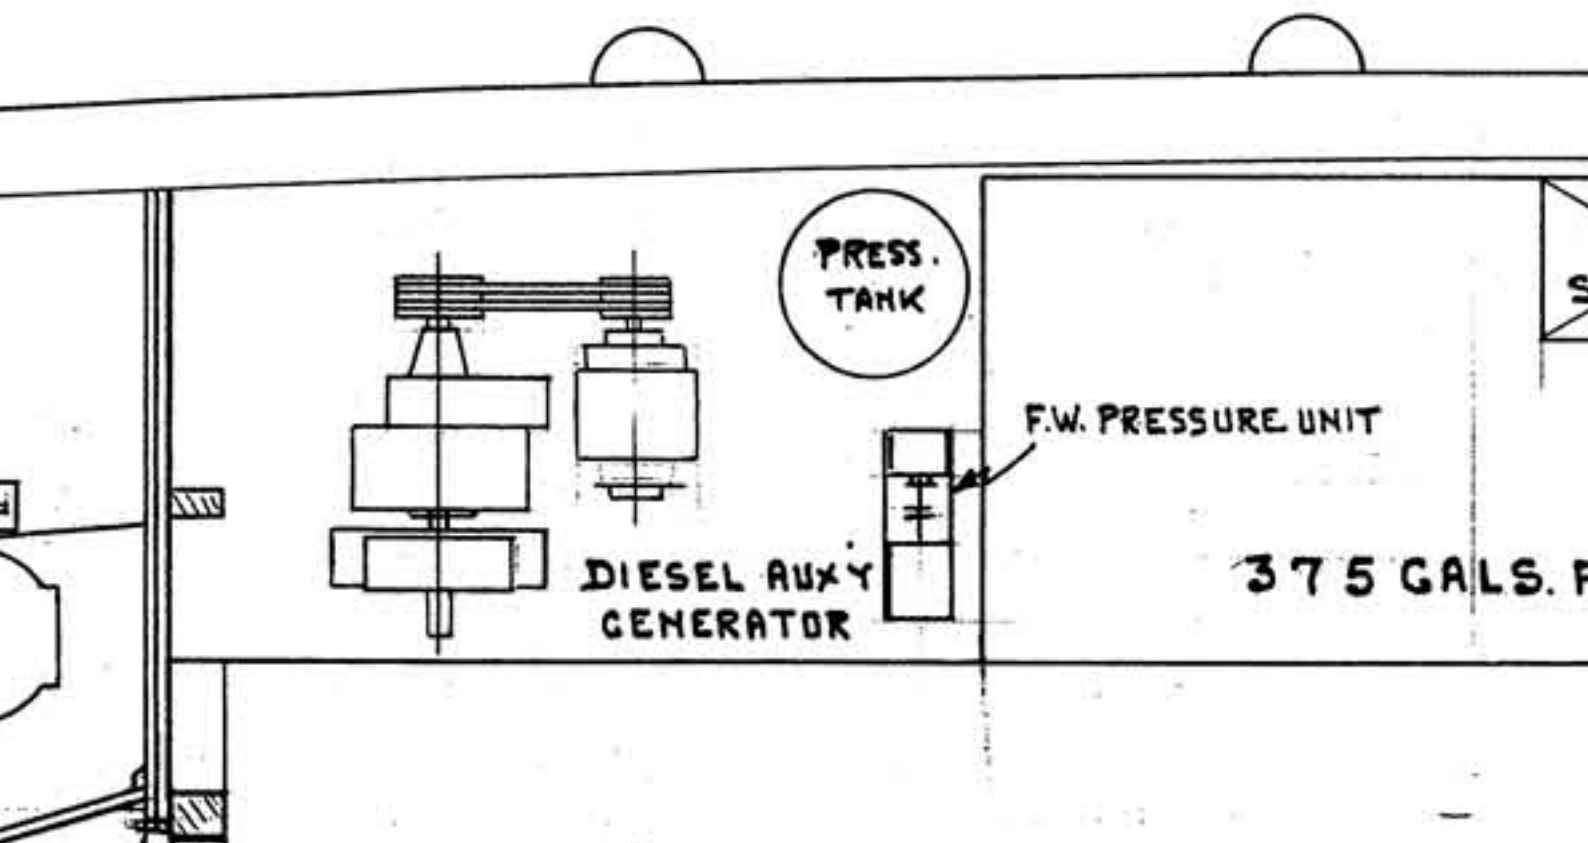 PRESS.
TANK
F.W. PRESSURE UNIT
DIESEL AUX'Y
GENERATOR
375 GALS. F
S